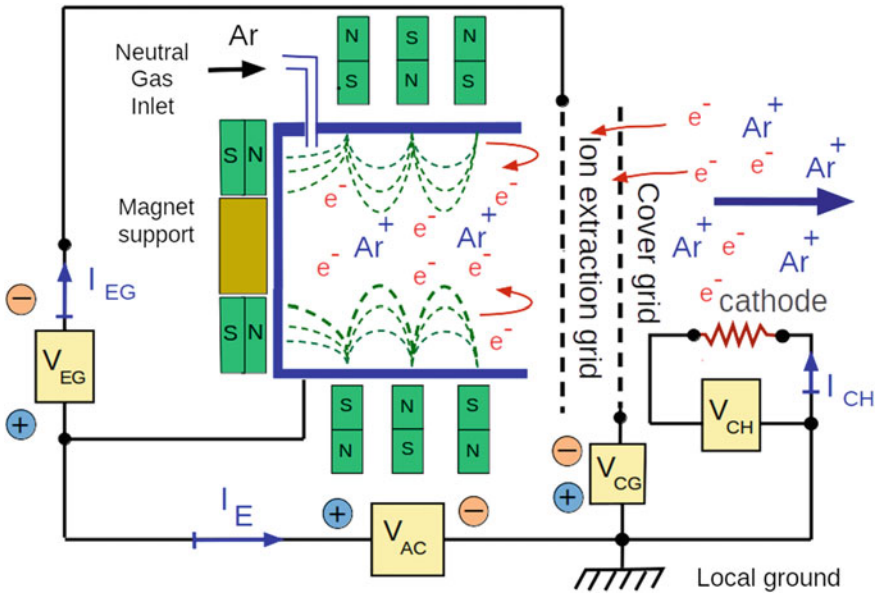 Ar
Neutral
Gas
Inlet
N
S
S
N
N
S
S N
Magnet
support
S N
e-
e-
Ar+
e-
Ar+
e-
e-
e-
e-
Ion extraction grid
Cover grid
e-
Ar+
e-
e-
Ar+
Ar+
e-
Ar+
e-
cathode
I EG
−
V EG
+
S
N
N
S
S
N
−
V CG
+
V CH
I CH
I E
+
V AC
−
Local ground